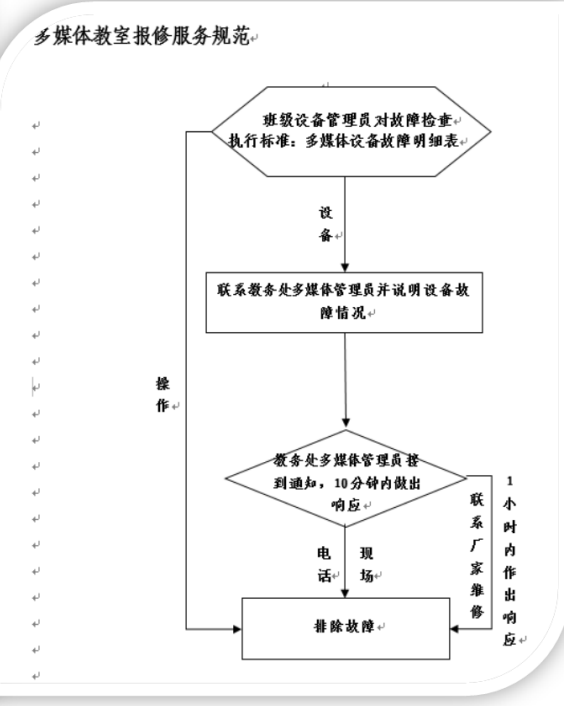 多媒体教室报修服务规范
班级设备管理员对故障检查
执行标准：多媒体设备故障明细表
设
备
联系教务处多媒体管理员并说明设备故
障情况
操
作
教务处多媒体管理员接
到通知，10分钟内做出
响应
电
话
现
场
联
系
厂
家
维
修
1
小
时
内
作
出
响
应
排除故障